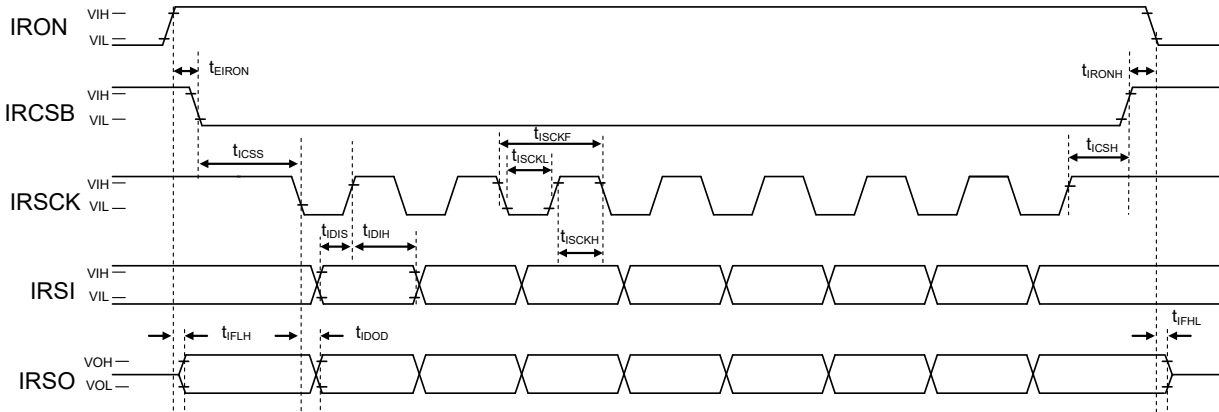 IRON VIH
VIL
tEIRON tIRONH
IRCSB VIH
VIL
tISCKF
tICSS tISCKL tICSH
IRSCK VIH
VIL
tIDIS tIDIH tISCKH
IRSI VIH
VIL
tIFLH tIDOD tIFHL
IRSO VOH
VOL